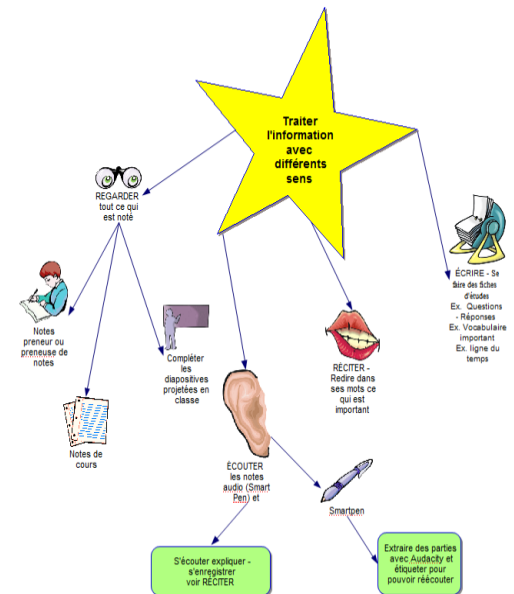 Traiter
l'information
avec
différents
sens
REGARDER
tout ce qui
est noté
Notes
preneur ou
preneuse de
notes
Notes de
cours
Compléter
les
diapositives
projetées en
classe
ÉCOUTER
les notes
audio (Smart
Pen) et
S'écouter expliquer -
s'enregistrer
voir RÉCITER
Smartpen
Extraire des parties
avec Audacity et
étiqueter pour
pouvoir réécouter
RÉCITER -
Redire dans
ses mots ce
qui est
important
ÉCRIRE - Se
faire des fiches
d'études
Ex. Questions
- Réponses
Ex. Vocabulaire
important
Ex. ligne du
temps